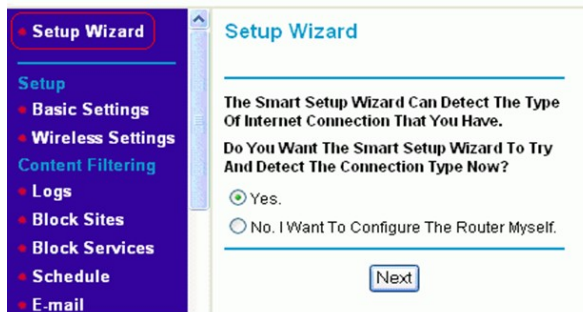 Setup Wizard
Setup
Basic Settings
Wireless Settings
Content Filtering
Logs
Block Sites
Block Services
Schedule
E-mail
Setup Wizard
The Smart Setup Wizard Can Detect The Type
Of Internet Connection That You Have.
Do You Want The Smart Setup Wizard To Try
And Detect The Connection Type Now?
Yes.
No. I Want To Configure The Router Myself.
Next